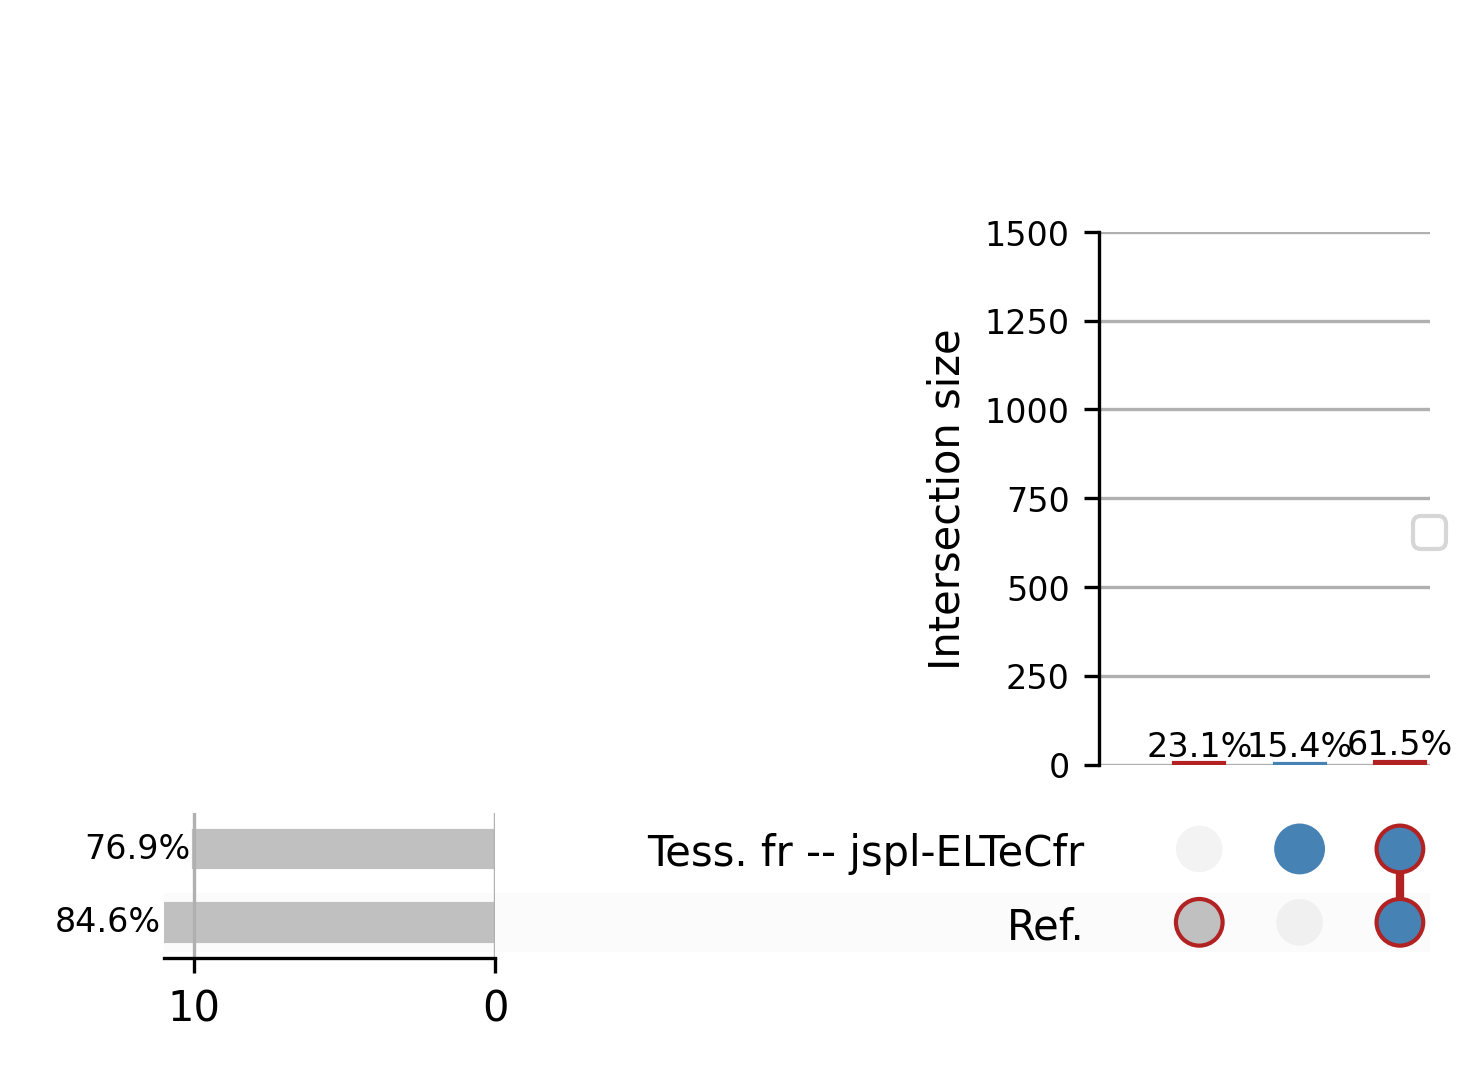 1500
1250
1000
750
500
250
0
Intersection size
23.1% 15.4% 61.5%
76.9%
Tess. fr -- jspl-ELTeCfr
84.6%
Ref.
10 0